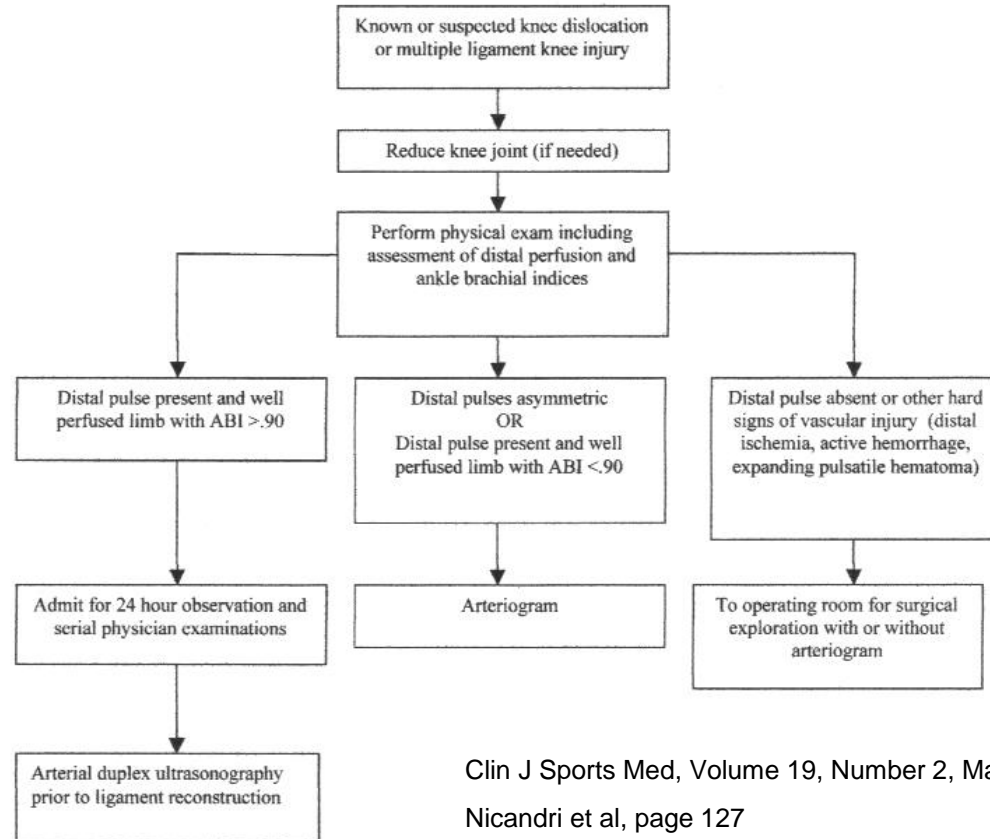 Known or suspected knee dislocation
or multiple ligament knee injury
Reduce knee joint (if needed)
Perform physical exam including
assessment of distal perfusion and
ankle brachial indices
Distal pulse present and well
perfused limb with ABI >.90
Distal pulses asymmetric
OR
Distal pulse present and well
perfused limb with ABI <.90
Distal pulse absent or other hard
signs of vascular injury (distal
ischemia, active hemorrhage,
expanding pulsatile hematoma)
Admit for 24 hour observation and
serial physician examinations
Arteriogram
To operating room for surgical
exploration with or without
arteriogram
Arterial duplex ultrasonography
prior to ligament reconstruction
Clin J Sports Med, Volume 19, Number 2, Ma
Nicandri et al, page 127